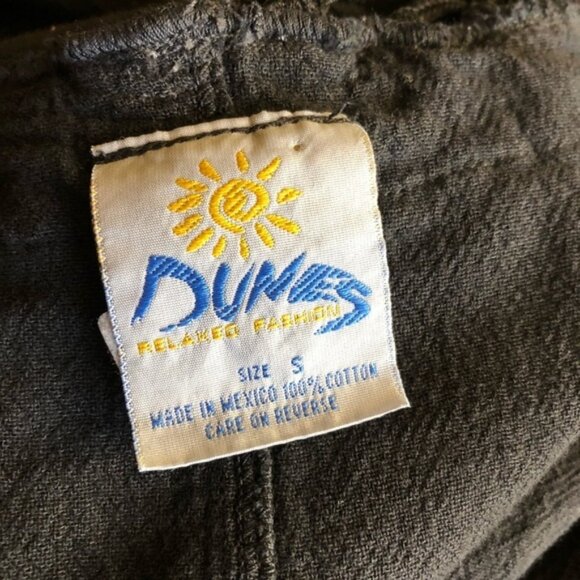 DUNES
RELAXED FASHION
SIZE S
MADE IN MEXICO 100% COTTON
CARE ON REVERSE